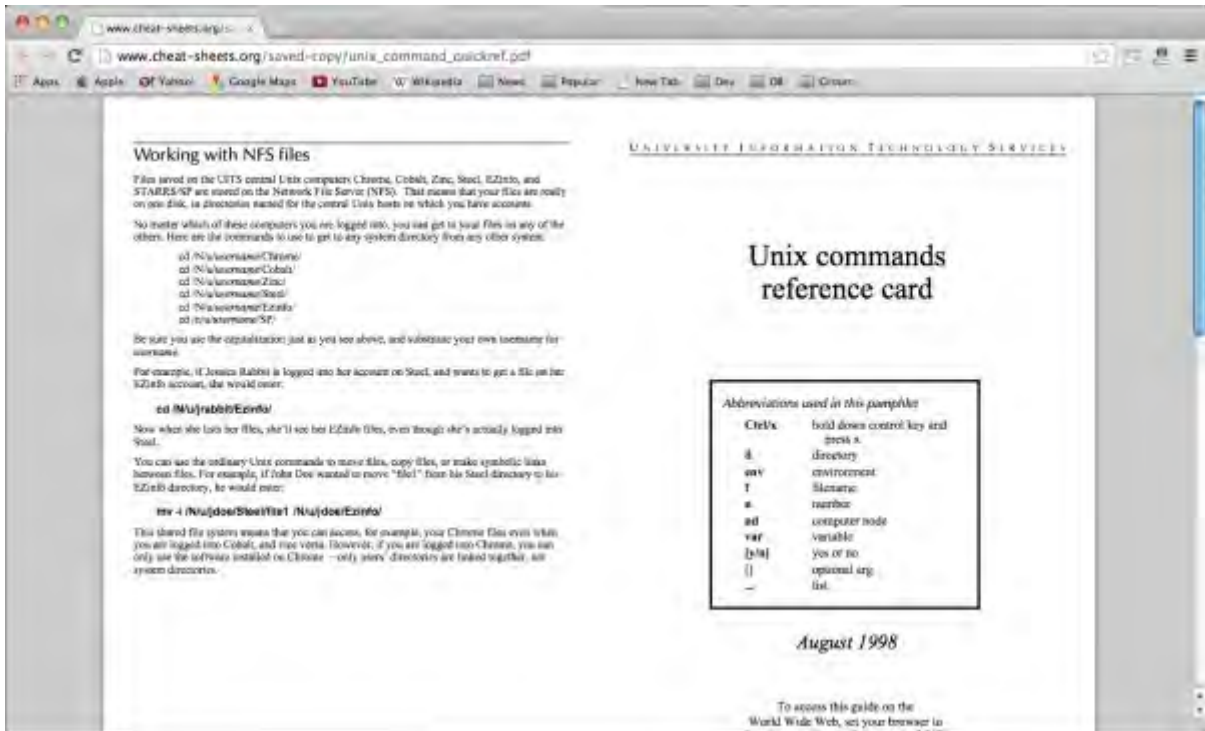 www.cheat-sheets.org/s
www.cheat-sheets.org/saved-copy/unix_command_quickref.pdf
Apps Apple Yahoo! Google Maps YouTube Wikipedia News Popular New Tab Dev DB
Working with NFS files
Files saved on the UITS central Unix computers Chrome, Cobalt, Zinc, Steel, EZinfo, and
STARRS/SP are stored on the Network File Server (NFS). That means that your files are really
on one disk, in directories named for the central Unix hosts on which you have accounts.
No matter which of these computers you are logged into, you can get to your files on any of the
others. Here are the commands to use to get to any system directory from any other system:
cd /N/u/username/Chrome/
cd /N/u/username/Cobalt/
cd /N/u/username/Zinc/
cd /N/u/username/Steel/
cd /N/u/username/Ezinfo/
cd /n/u/username/SP/
Be sure you use the capitalization just as you see above, and substitute your own username for
username.
For example, if Jessica Rabbit is logged into her account on Steel, and wants to get a file on her
EZinfo account, she would enter:
cd /N/u/jrabbit/Ezinfo/
Now when she lists her files, she'll see her EZinfo files, even though she's actually logged into
Steel.
You can use the ordinary Unix commands to move files, copy files, or make symbolic links
between files. For example, if John Doe wanted to move "file1" from his Steel directory to his
EZinfo directory, he would enter:
mv -i /N/u/jdoe/Steel/file1 /N/u/jdoe/Ezinfo/
This shared file system means that you can access, for example, your Chrome files even when
you are logged into Cobalt, and vice versa. However, if you are logged into Chrome, you can
only use the software installed on Chrome -- only users' directories are linked together, not
system directories.
UNIVERSITY INFORMATION TECHNOLOGY SERVICES
Unix commands
reference card
Abbreviations used in this pamphlet
Ctrl/x hold down control key and
press x
d directory
env environment
f filename
n number
nd computer node
var variable
[y/n] yes or no
[] optional arg
... list
August 1998
To access this guide on the
World Wide Web, set your browser to